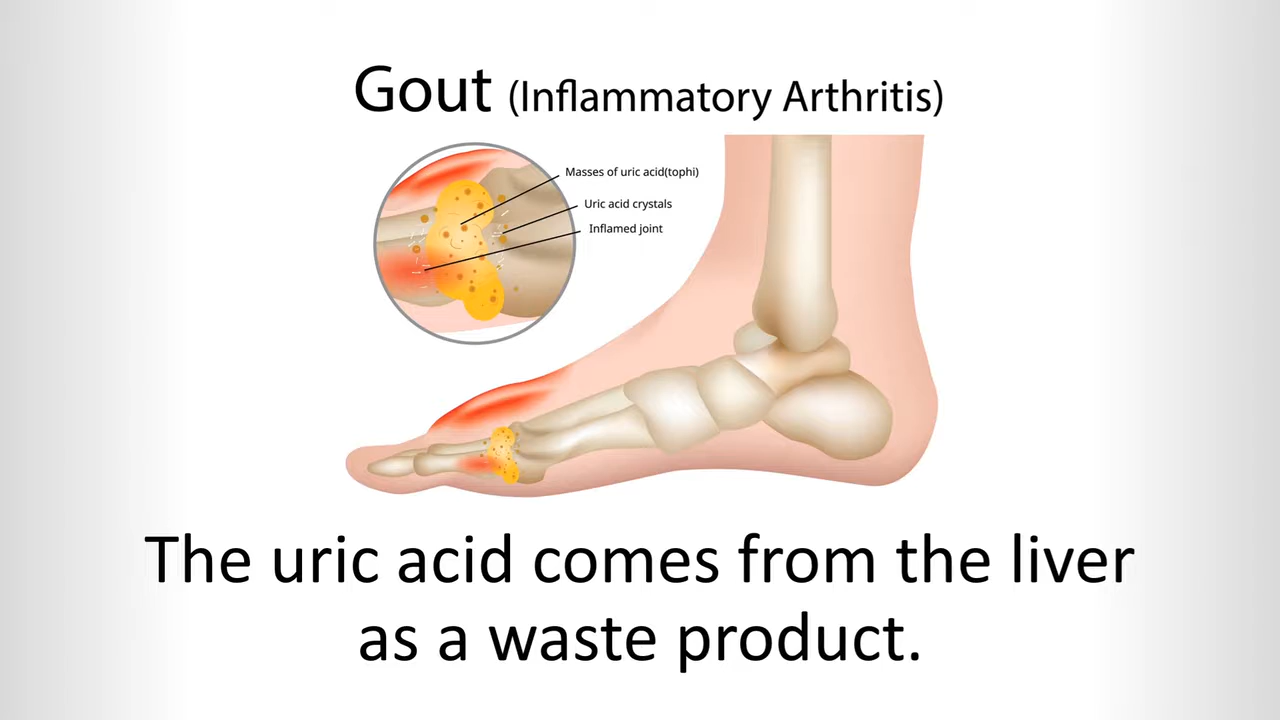 Gout (Inflammatory Arthritis)
Masses of uric acid(tophi)
Uric acid crystals
Inflamed joint
The uric acid comes from the liver
as a waste product.